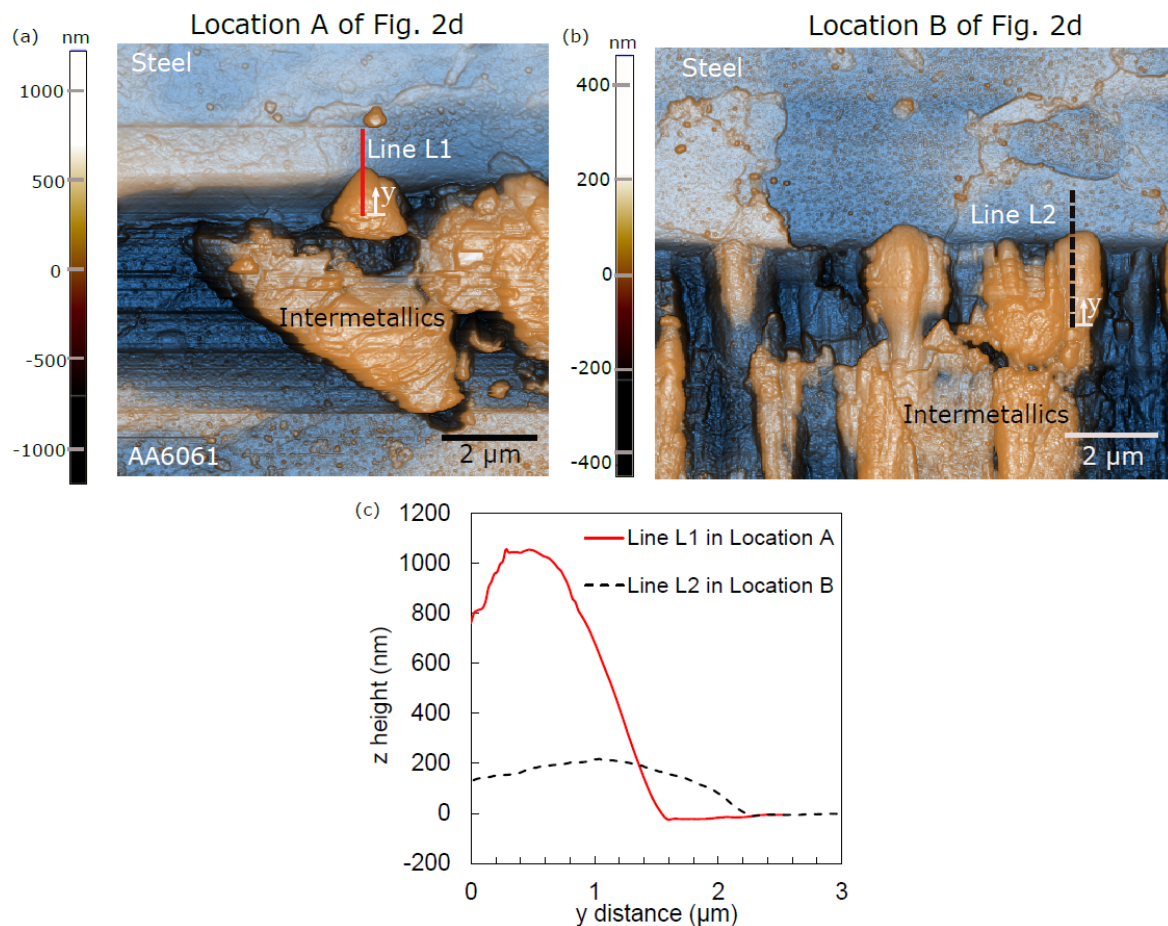 Location A of Fig. 2d
Location B of Fig. 2d
(a) nm
1000
500
0
-500
-1000
Steel
Line L1
y
Intermetallics
2 μm
AA6061
(b) nm
400
200
0
-200
-400
Steel
Line L2
y
Intermetallics
2 μm
(c)
1200
1000
800
600
400
200
0
-200
z height (nm)
Line L1 in Location A
Line L2 in Location B
0 1 2 3
y distance (μm)